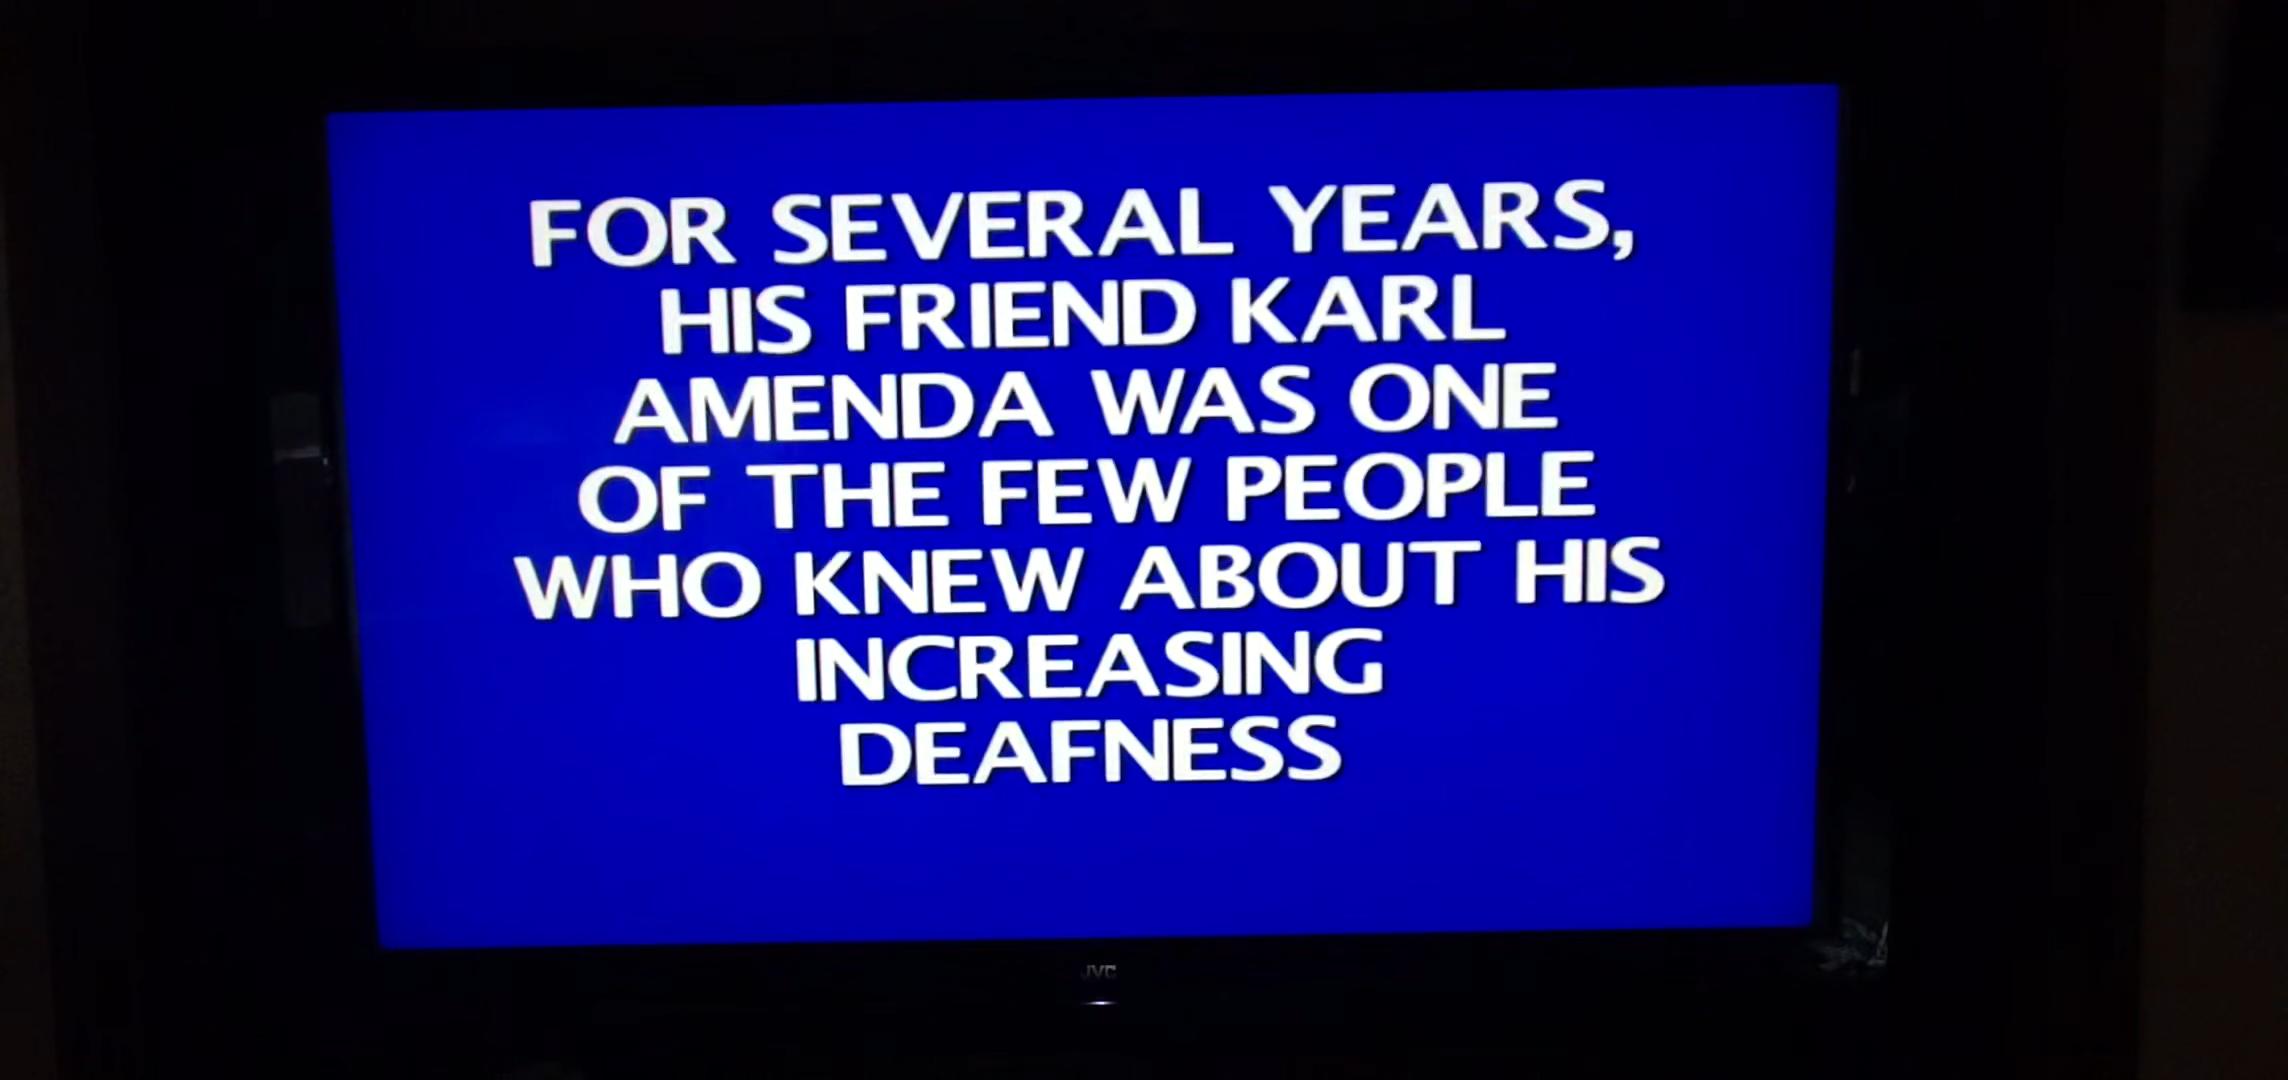 FOR SEVERAL YEARS,
HIS FRIEND KARL
AMENDA WAS ONE
OF THE FEW PEOPLE
WHO KNEW ABOUT HIS
INCREASING
DEAFNESS
JVC